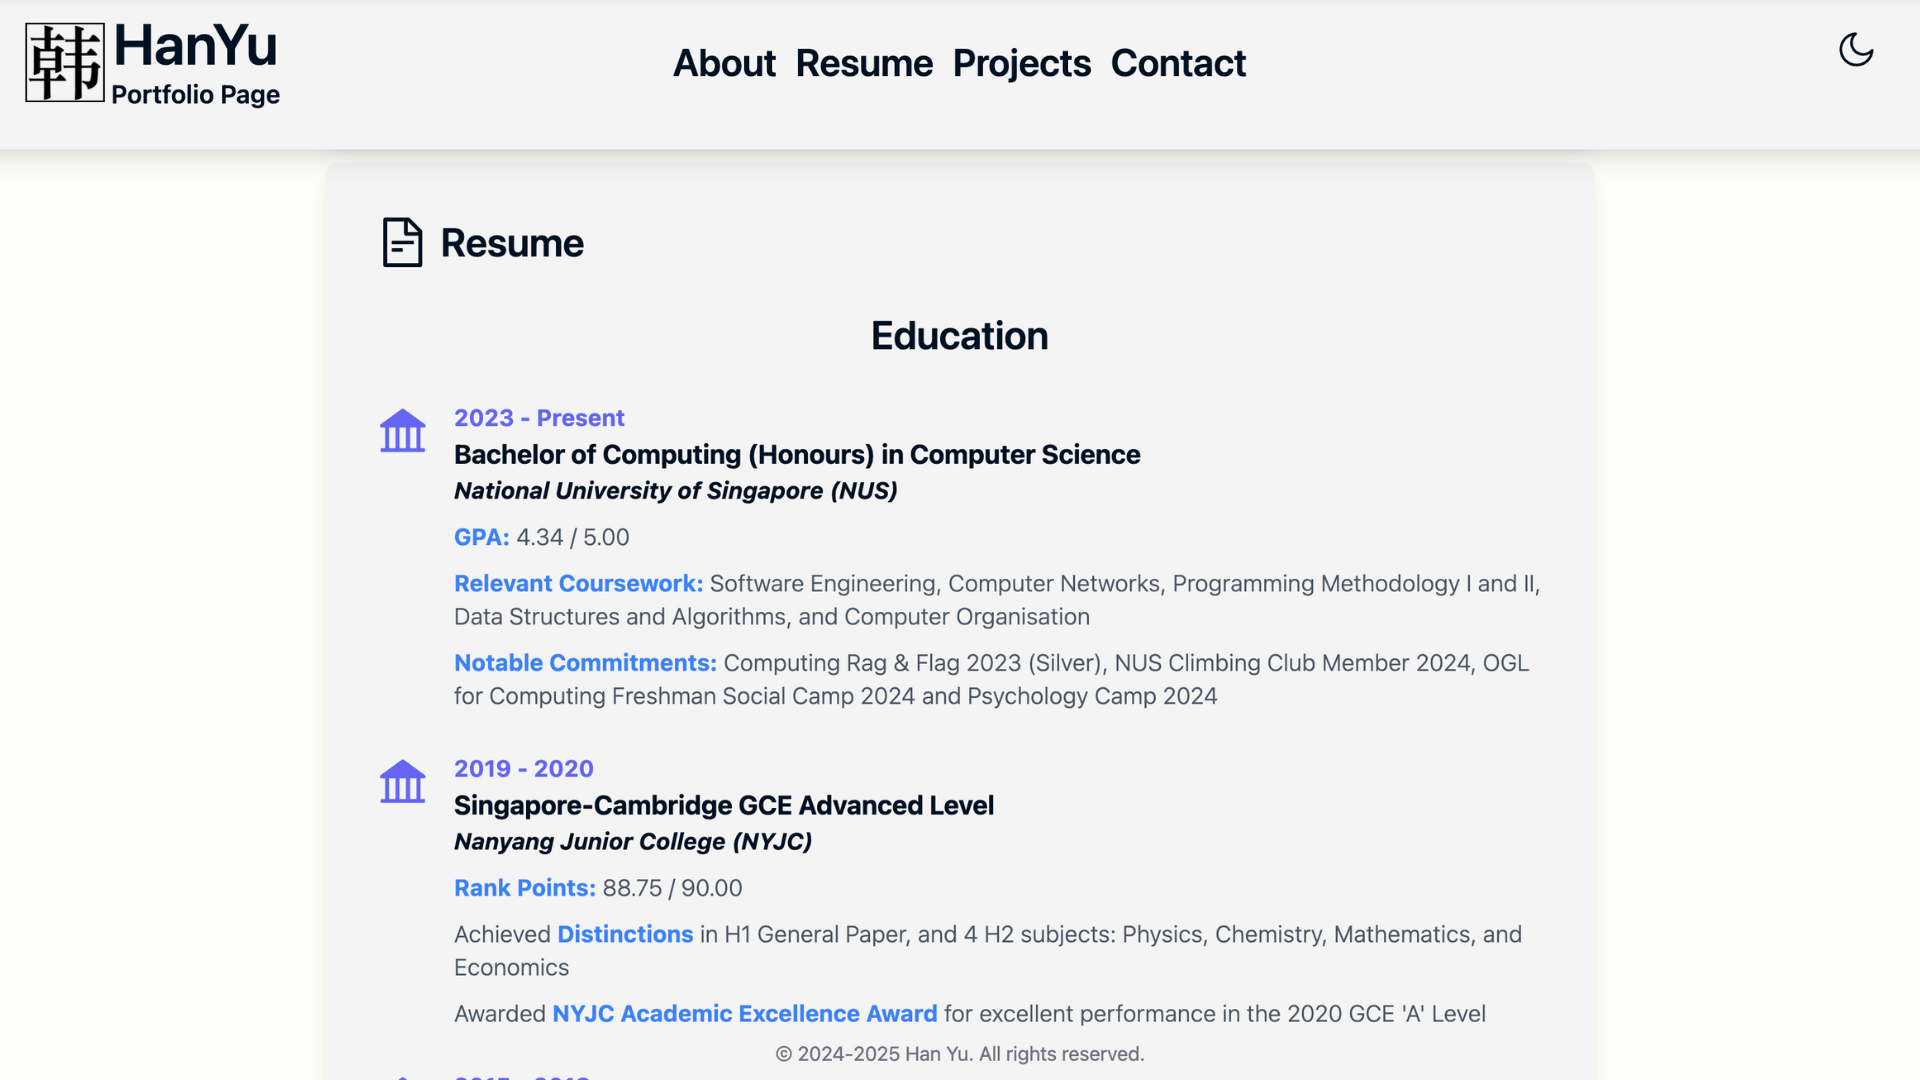 韩
HanYu
Portfolio Page
About Resume Projects Contact
Resume
Education
2023 - Present
Bachelor of Computing (Honours) in Computer Science
National University of Singapore (NUS)
GPA: 4.34 / 5.00
Relevant Coursework: Software Engineering, Computer Networks, Programming Methodology I and II,
Data Structures and Algorithms, and Computer Organisation
Notable Commitments: Computing Rag & Flag 2023 (Silver), NUS Climbing Club Member 2024, OGL
for Computing Freshman Social Camp 2024 and Psychology Camp 2024
2019 - 2020
Singapore-Cambridge GCE Advanced Level
Nanyang Junior College (NYJC)
Rank Points: 88.75 / 90.00
Achieved Distinctions in H1 General Paper, and 4 H2 subjects: Physics, Chemistry, Mathematics, and
Economics
Awarded NYJC Academic Excellence Award for excellent performance in the 2020 GCE 'A' Level
© 2024-2025 Han Yu. All rights reserved.